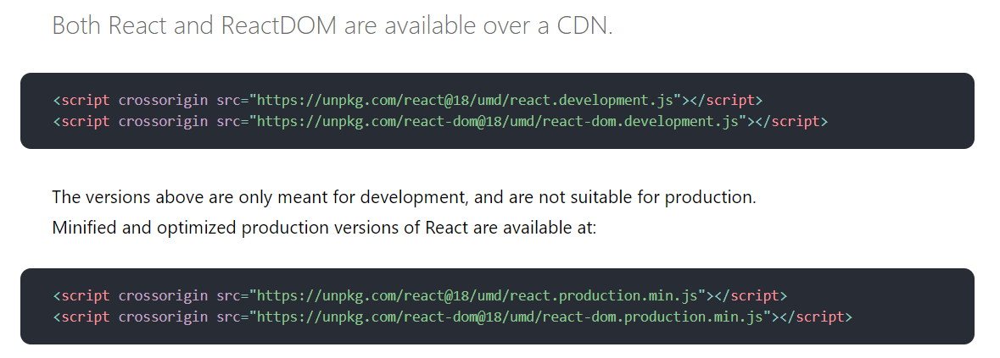 Both React and ReactDOM are available over a CDN.
<script crossorigin src="https://unpkg.com/react@18/umd/react.development.js"></script>
<script crossorigin src="https://unpkg.com/react-dom@18/umd/react-dom.development.js"></script>
The versions above are only meant for development, and are not suitable for production.
Minified and optimized production versions of React are available at:
<script crossorigin src="https://unpkg.com/react@18/umd/react.production.min.js"></script>
<script crossorigin src="https://unpkg.com/react-dom@18/umd/react-dom.production.min.js"></script>